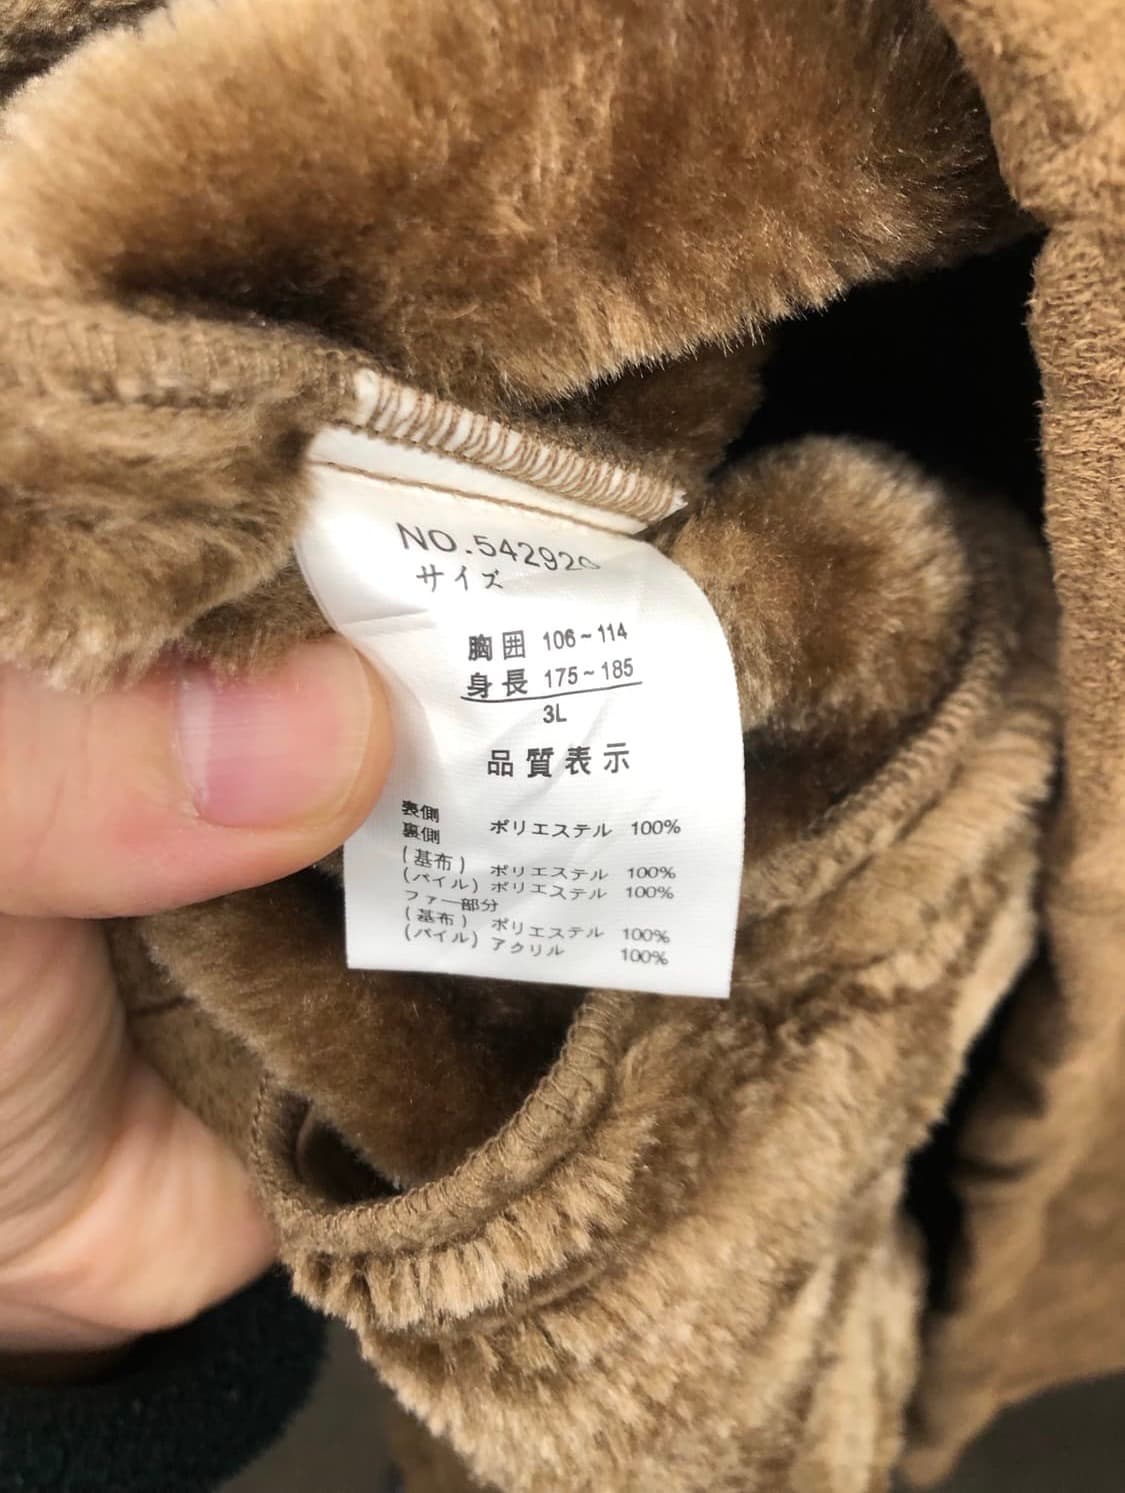 NO.542929
サイズ
胸囲 106~114
身長 175~185
3L
品質表示
表側 ポリエステル 100%
裏側
(基布) ポリエステル 100%
(パイル) ポリエステル 100%
ファー部分
(基布) ポリエステル 100%
(パイル) アクリル 100%